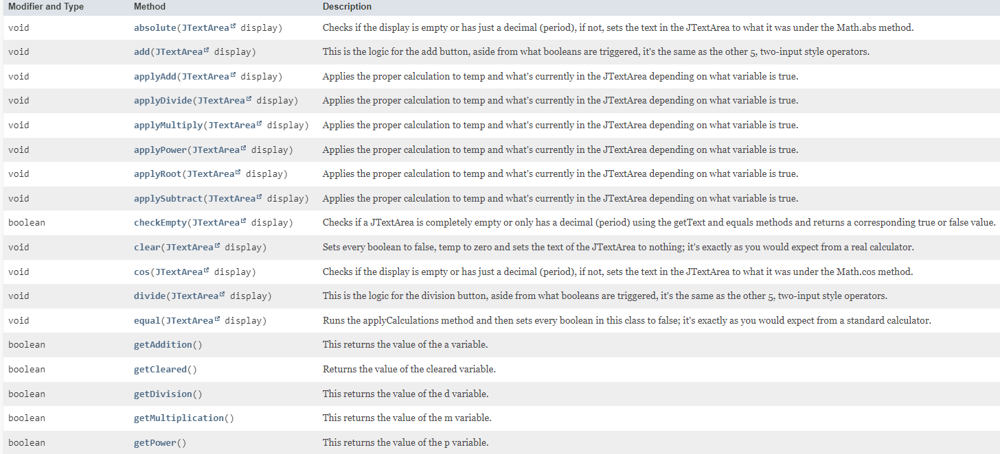 Modifier and Type Method Description
void absolute(JTextArea display) Checks if the display is empty or has just a decimal (period), if not, sets the text in the JTextArea to what it was under the Math.abs method.
void add(JTextArea display) This is the logic for the add button, aside from what booleans are triggered, it's the same as the other 5, two-input style operators.
void applyAdd(JTextArea display) Applies the proper calculation to temp and what's currently in the JTextArea depending on what variable is true.
void applyDivide(JTextArea display) Applies the proper calculation to temp and what's currently in the JTextArea depending on what variable is true.
void applyMultiply(JTextArea display) Applies the proper calculation to temp and what's currently in the JTextArea depending on what variable is true.
void applyPower(JTextArea display) Applies the proper calculation to temp and what's currently in the JTextArea depending on what variable is true.
void applyRoot(JTextArea display) Applies the proper calculation to temp and what's currently in the JTextArea depending on what variable is true.
void applySubtract(JTextArea display) Applies the proper calculation to temp and what's currently in the JTextArea depending on what variable is true.
boolean checkEmpty(JTextArea display) Checks if a JTextArea is completely empty or only has a decimal (period) using the getText and equals methods and returns a corresponding true or false value.
void clear(JTextArea display) Sets every boolean to false, temp to zero and sets the text of the JTextArea to nothing; it's exactly as you would expect from a real calculator.
void cos(JTextArea display) Checks if the display is empty or has just a decimal (period), if not, sets the text in the JTextArea to what it was under the Math.cos method.
void divide(JTextArea display) This is the logic for the division button, aside from what booleans are triggered, it's the same as the other 5, two-input style operators.
void equal(JTextArea display) Runs the applyCalculations method and then sets every boolean in this class to false; it's exactly as you would expect from a standard calculator.
boolean getAddition() This returns the value of the a variable.
boolean getCleared() Returns the value of the cleared variable.
boolean getDivision() This returns the value of the d variable.
boolean getMultiplication() This returns the value of the m variable.
boolean getPower() This returns the value of the p variable.